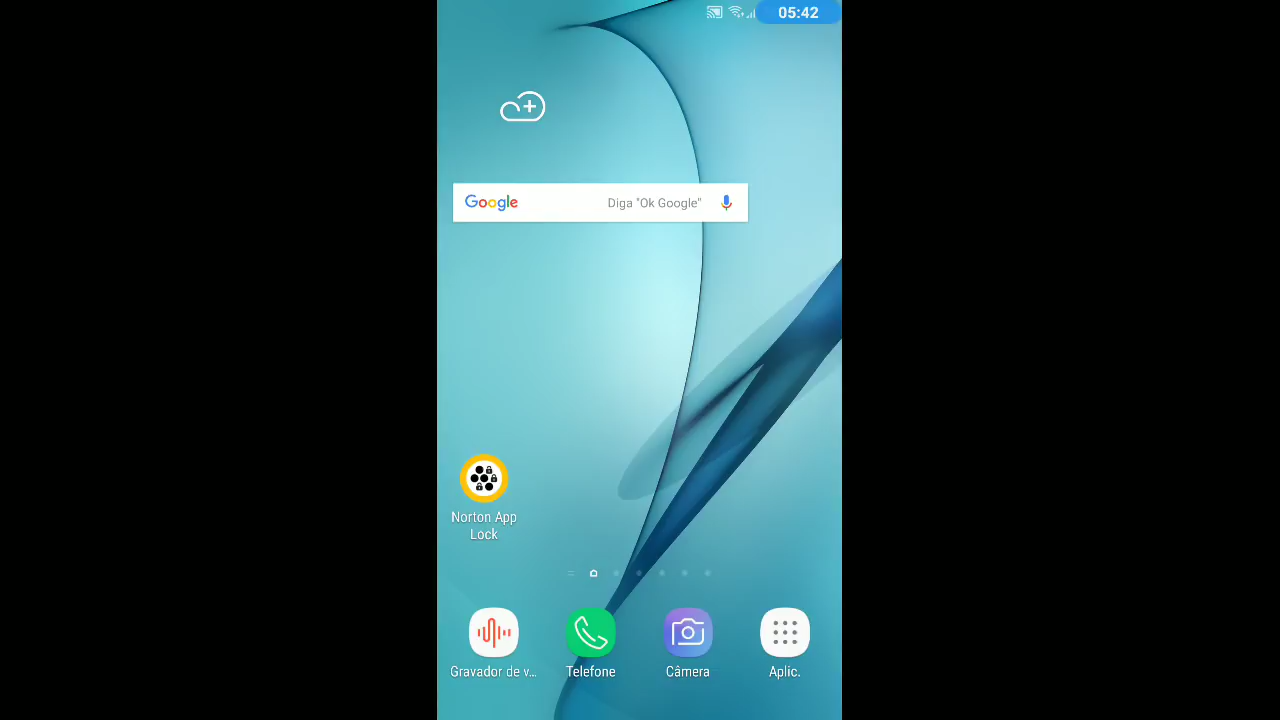 05:42
Google
Diga "Ok Google"
Norton App
Lock
Gravador de v...
Telefone
Câmera
Aplic.